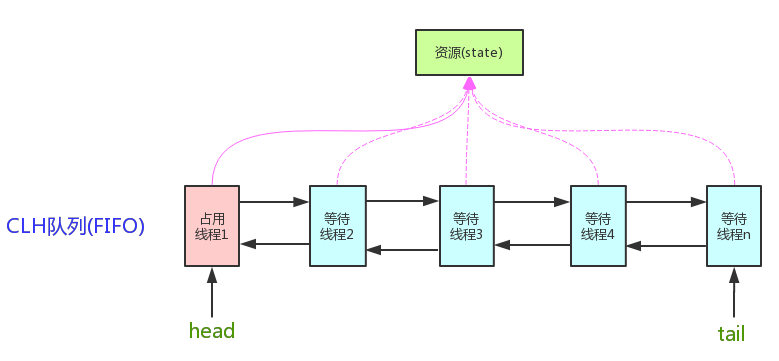 资源(state)
CLH队列(FIFO)
占用
线程1
等待
线程2
等待
线程3
等待
线程4
等待
线程n
head
tail